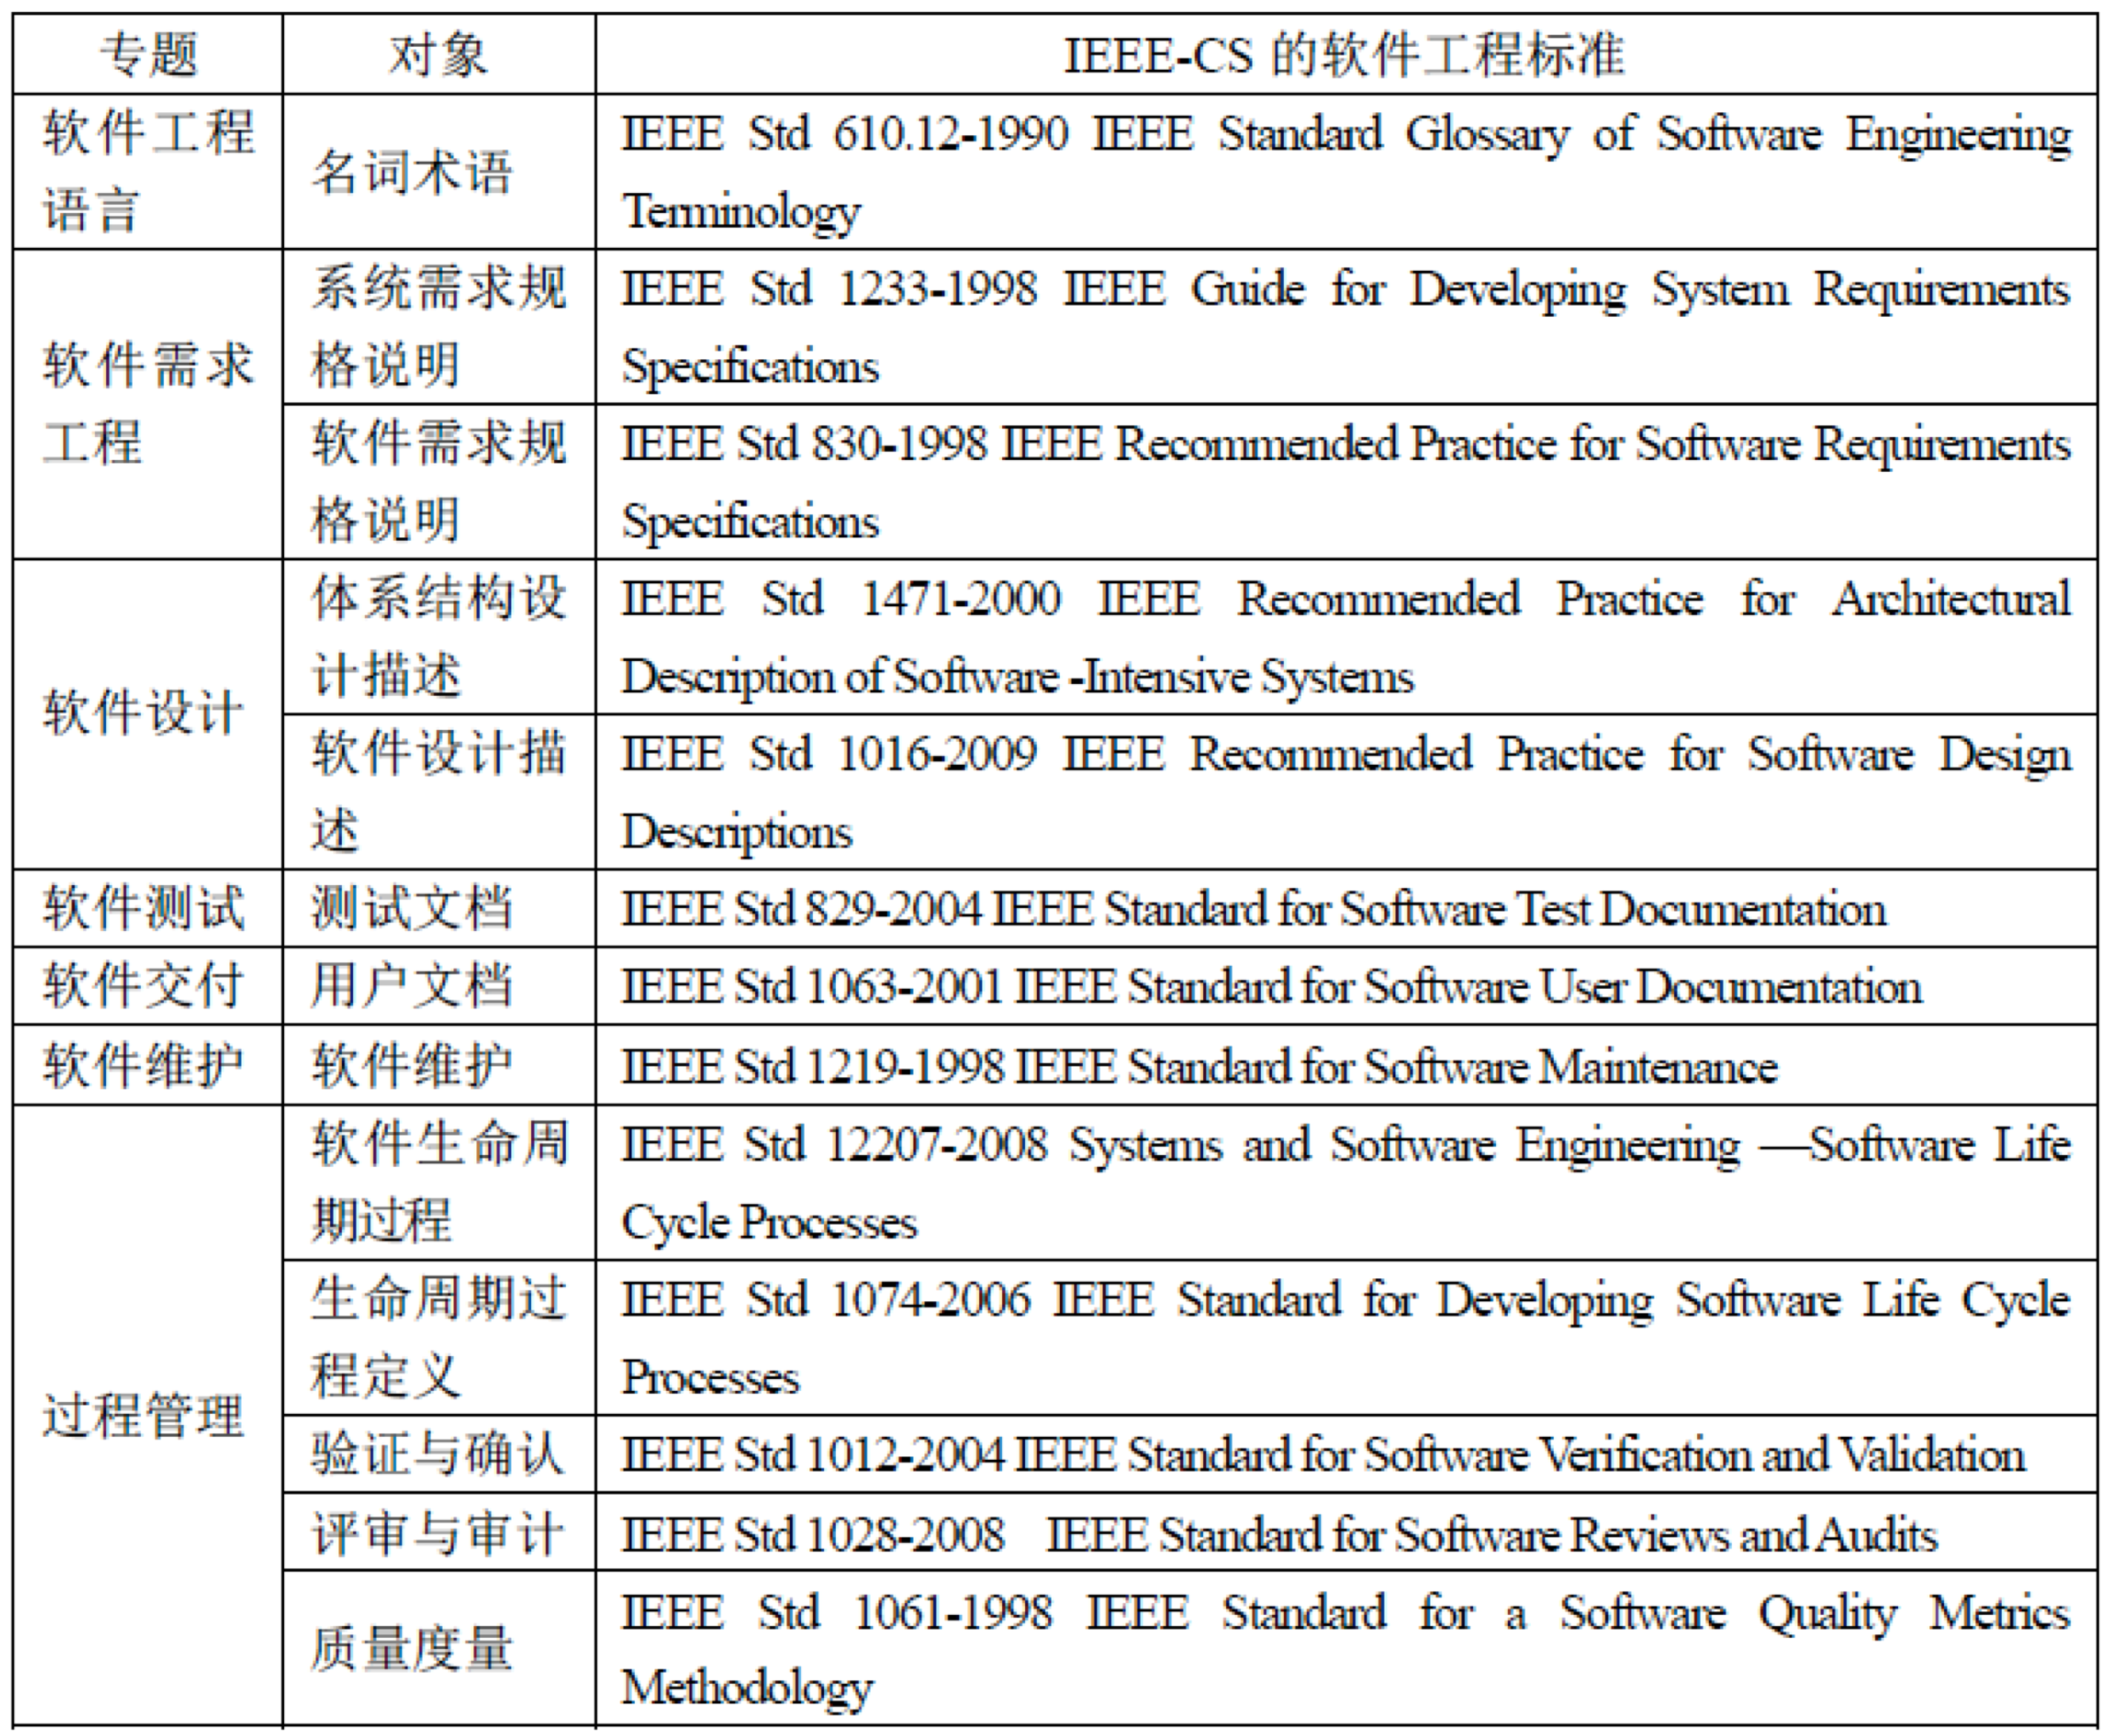 专题 对象 IEEE-CS 的软件工程标准
软件工程
语言
名词术语
IEEE Std 610.12-1990 IEEE Standard Glossary of Software Engineering
Terminology
软件需求
工程
系统需求规
格说明
IEEE Std 1233-1998 IEEE Guide for Developing System Requirements
Specifications
软件需求规
格说明
IEEE Std 830-1998 IEEE Recommended Practice for Software Requirements
Specifications
软件设计
体系结构设
计描述
IEEE Std 1471-2000 IEEE Recommended Practice for Architectural
Description of Software -Intensive Systems
软件设计描
述
IEEE Std 1016-2009 IEEE Recommended Practice for Software Design
Descriptions
软件测试 测试文档 IEEE Std 829-2004 IEEE Standard for Software Test Documentation
软件交付 用户文档 IEEE Std 1063-2001 IEEE Standard for Software User Documentation
软件维护 软件维护 IEEE Std 1219-1998 IEEE Standard for Software Maintenance
过程管理
软件生命周
期过程
IEEE Std 12207-2008 Systems and Software Engineering —Software Life
Cycle Processes
生命周期过
程定义
IEEE Std 1074-2006 IEEE Standard for Developing Software Life Cycle
Processes
验证与确认 IEEE Std 1012-2004 IEEE Standard for Software Verification and Validation
评审与审计 IEEE Std 1028-2008 IEEE Standard for Software Reviews and Audits
质量度量
IEEE Std 1061-1998 IEEE Standard for a Software Quality Metrics
Methodology